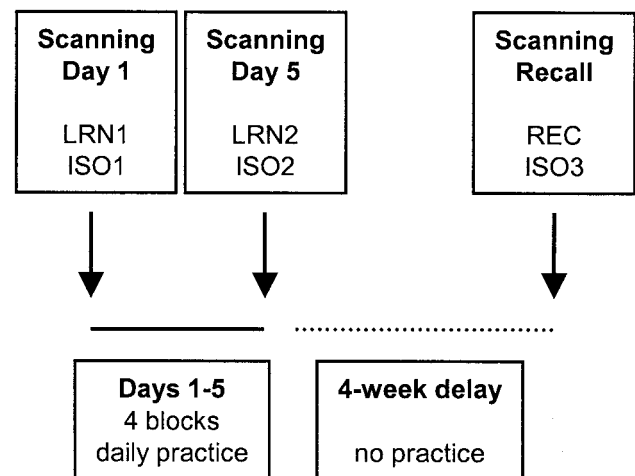 Scanning
Day 1
LRN1
ISO1
Scanning
Day 5
LRN2
ISO2
Scanning
Recall
REC
ISO3
Days 1-5
4 blocks
daily practice
4-week delay
no practice